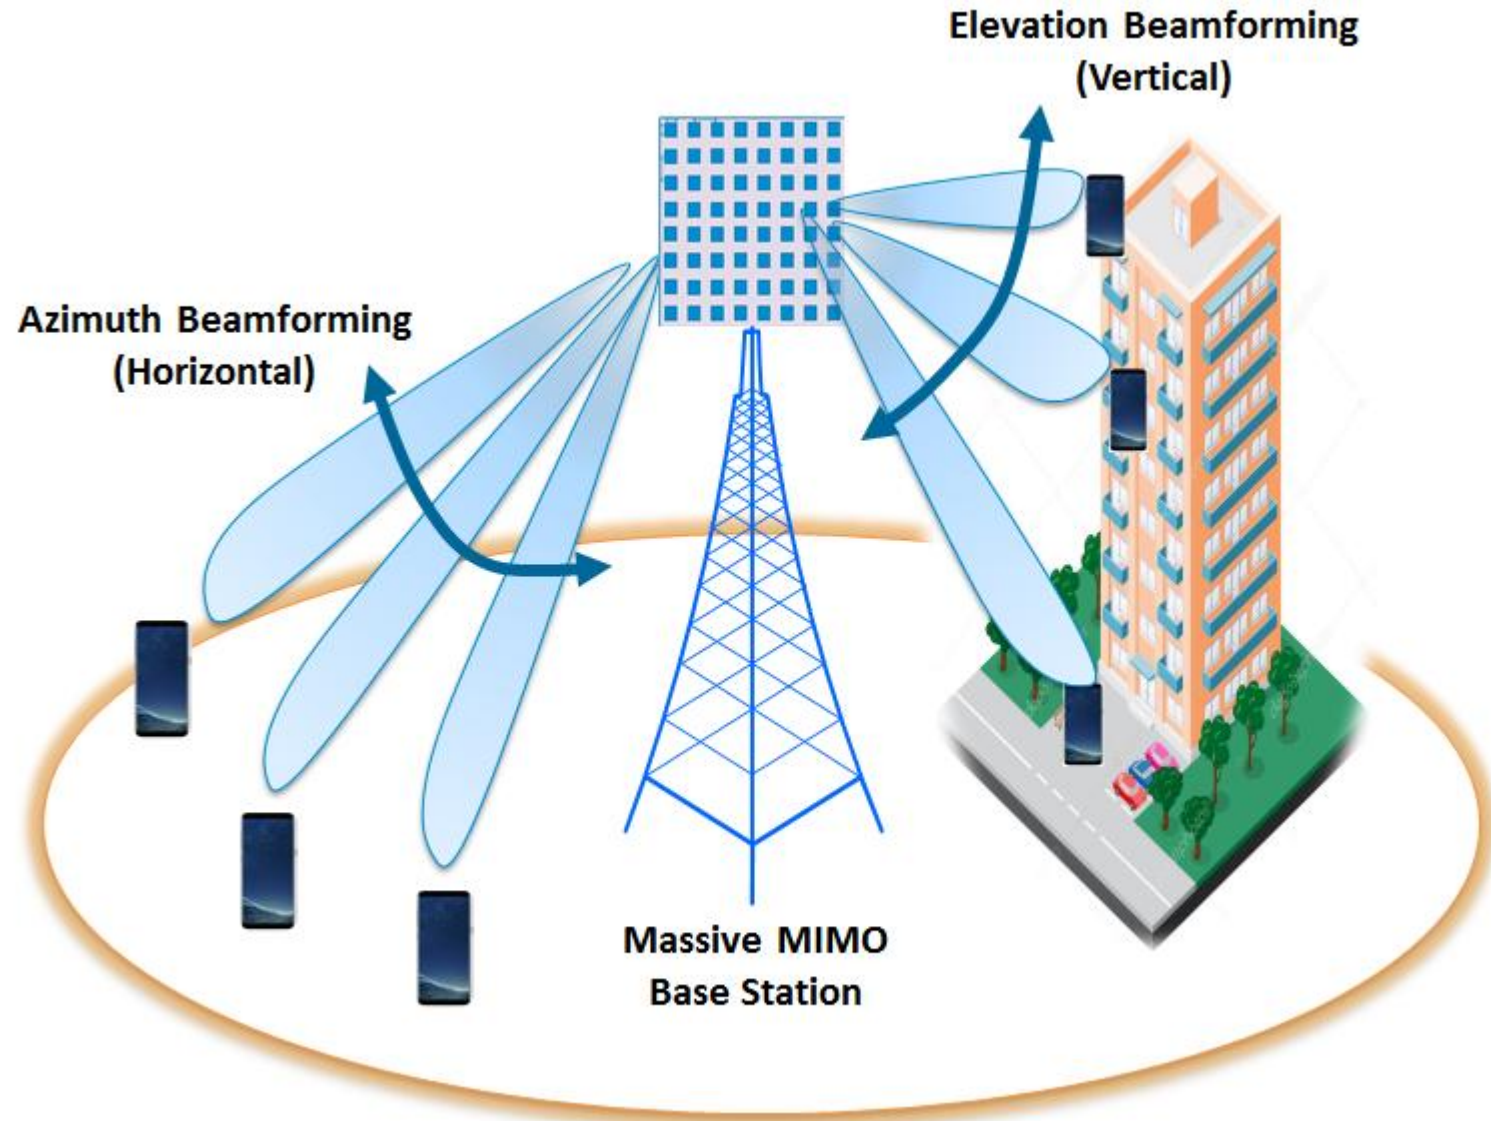 Elevation Beamforming
(Vertical)
Azimuth Beamforming
(Horizontal)
Massive MIMO
Base Station